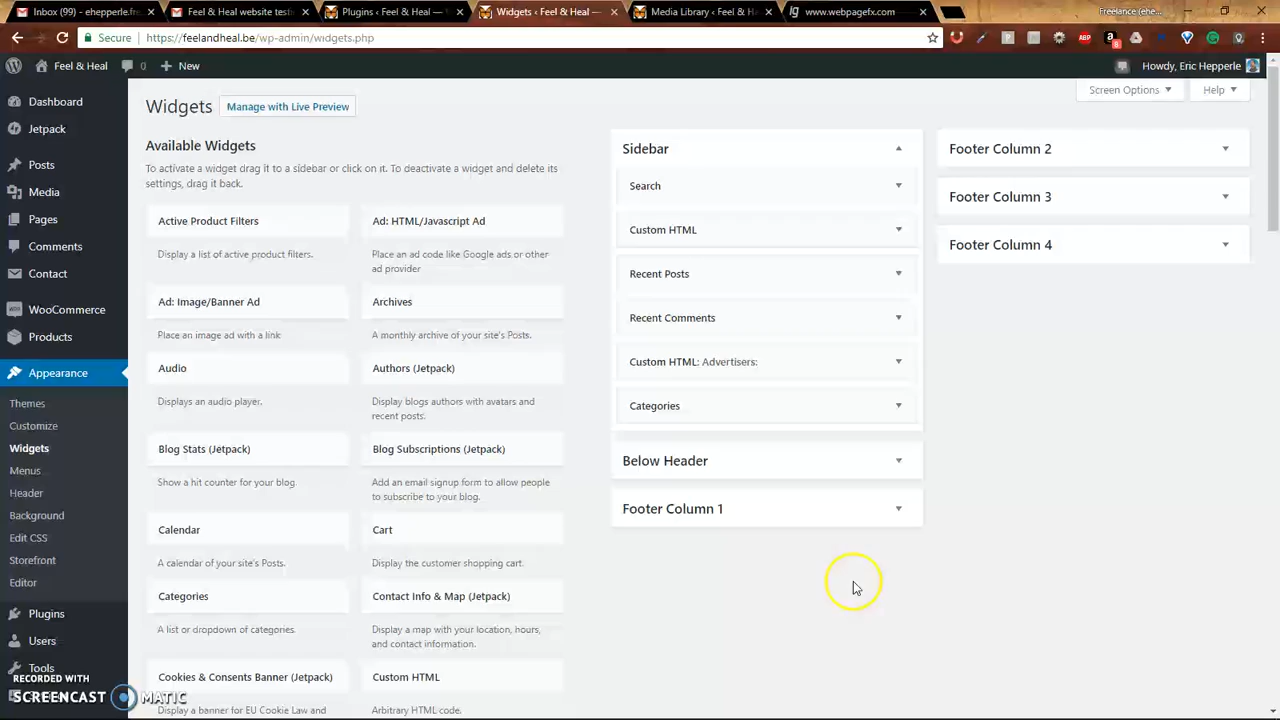 Inbox (9) - ehepperle.fre
Feel & Heal website testi
Plugins < Feel & Heal —
Widgets < Feel & Heal —
Media Library < Feel & H
www.webpagefx.com
Freelance (ehe...
Secure | https://feelandheal.be/wp-admin/widgets.php
Feel & Heal 0 New
Howdy, Eric Hepperle
Dashboard
Jetpack
Posts
Media
Pages
Comments
Contact
WooCommerce
Products
Appearance
Themes
Customize
Widgets
Menus
Header
Background
Edit CSS
Storefront
Editor
Plugins
Users
Tools
RECORDED WITH
SCREENCAST MATIC
Widgets Manage with Live Preview
Screen Options Help
Available Widgets
To activate a widget drag it to a sidebar or click on it. To deactivate a widget and delete its
settings, drag it back.
Active Product Filters
Display a list of active product filters.
Ad: HTML/Javascript Ad
Place an ad code like Google ads or other
ad provider
Ad: Image/Banner Ad
Place an image ad with a link
Archives
A monthly archive of your site's Posts.
Audio
Displays an audio player.
Authors (Jetpack)
Display blogs authors with avatars and
recent posts.
Blog Stats (Jetpack)
Show a hit counter for your blog.
Blog Subscriptions (Jetpack)
Add an email signup form to allow people
to subscribe to your blog.
Calendar
A calendar of your site's Posts.
Cart
Display the customer shopping cart.
Categories
A list or dropdown of categories.
Contact Info & Map (Jetpack)
Display a map with your location, hours,
and contact information.
Cookies & Consents Banner (Jetpack)
Display a banner for EU Cookie Law and
Custom HTML
Arbitrary HTML code.
Sidebar
Search
Custom HTML
Recent Posts
Recent Comments
Custom HTML: Advertisers:
Categories
Below Header
Footer Column 1
Footer Column 2
Footer Column 3
Footer Column 4